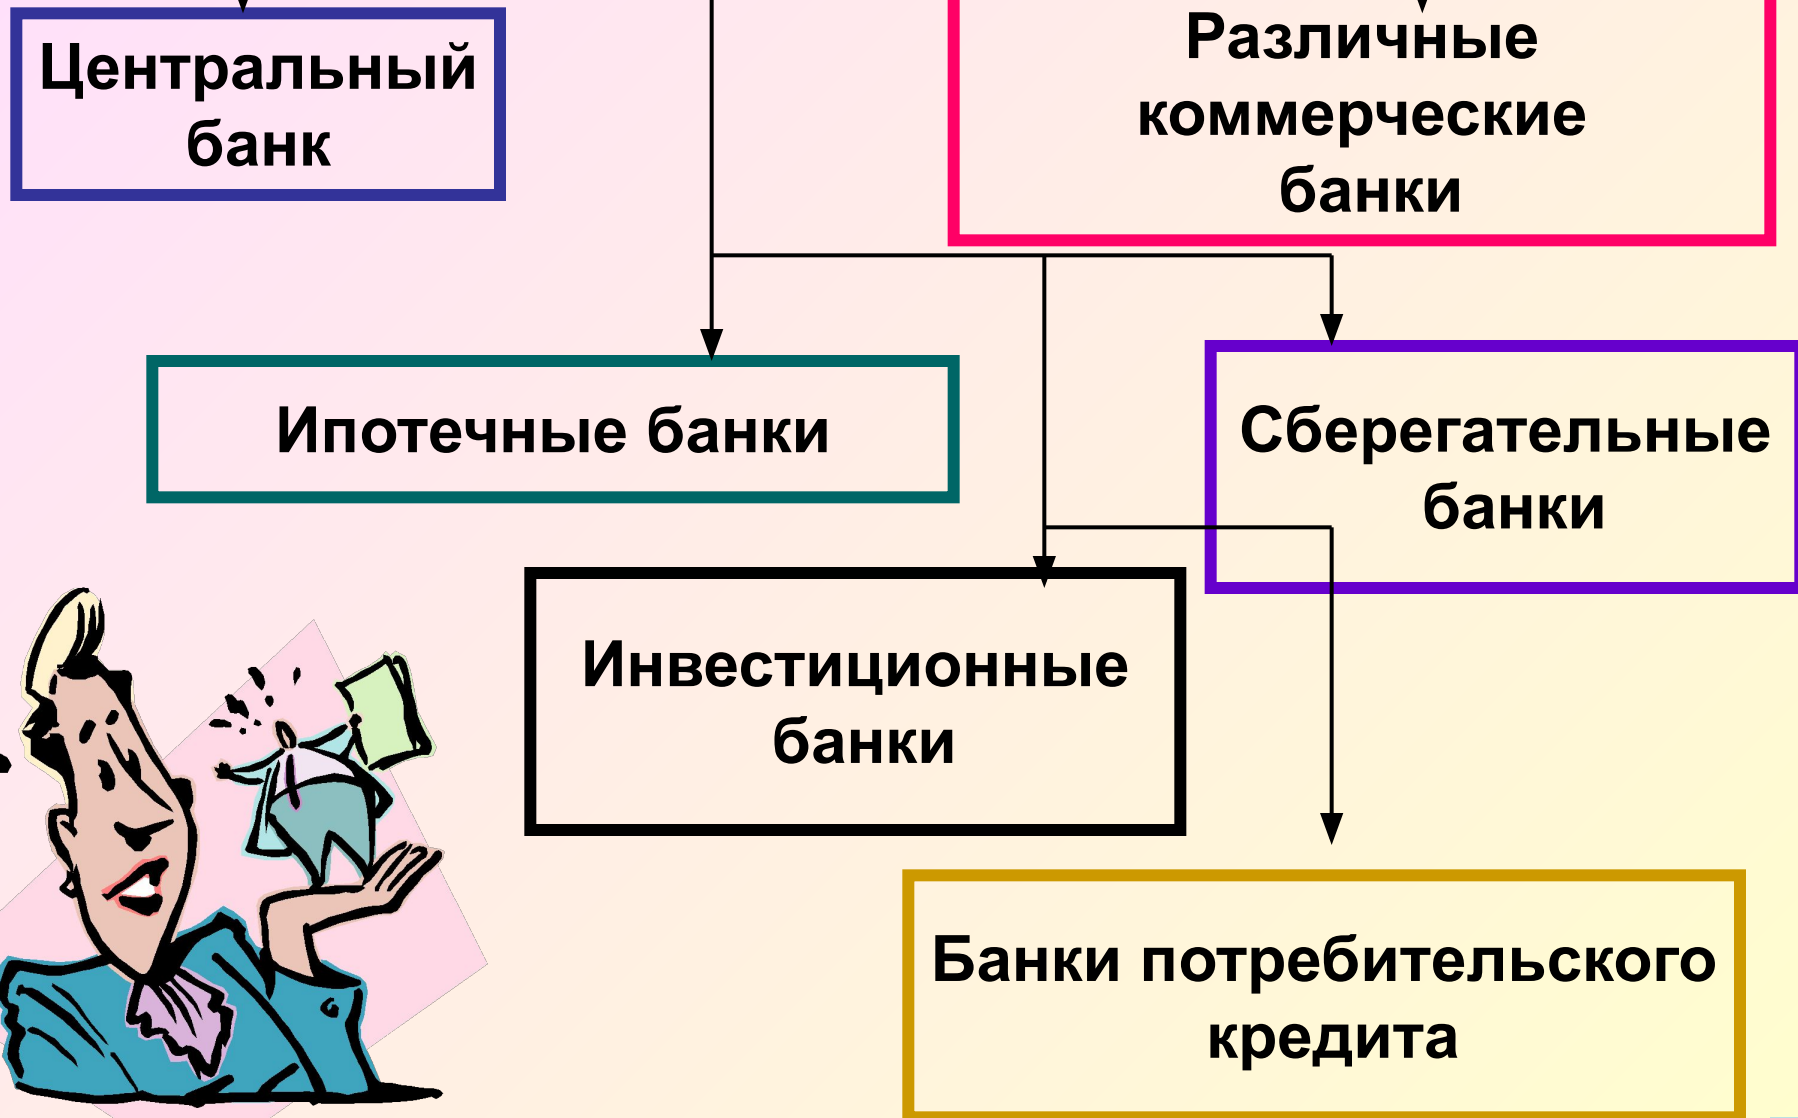 Центральный
банк
Различные
коммерческие
банки
Ипотечные банки
Сберегательные
банки
Инвестиционные
банки
Банки потребительского
кредита